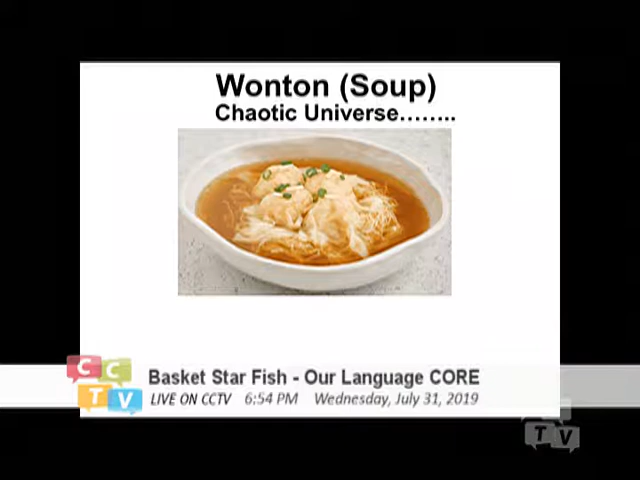 Wonton (Soup)
Chaotic Universe……..
CCTV
Basket Star Fish - Our Language CORE
LIVE ON CCTV 6:54 PM Wednesday, July 31, 2019
TV